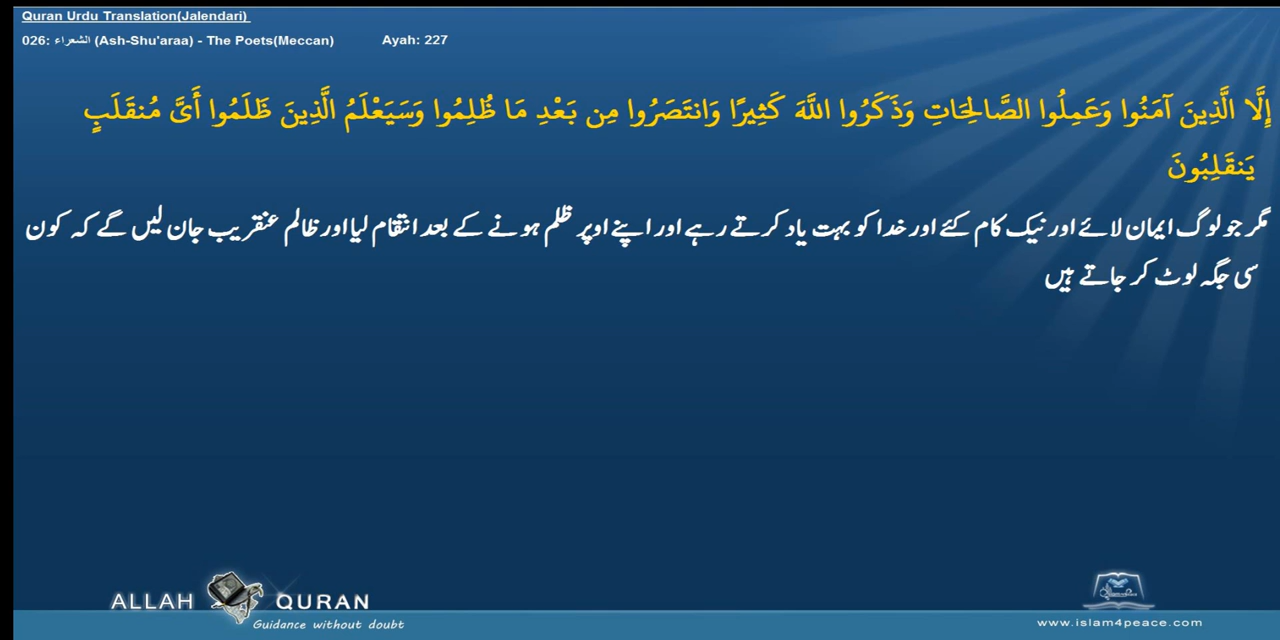 Quran Urdu Translation(Jalendari)
026: الشعراء (Ash-Shu'araa) - The Poets(Meccan) Ayah: 227
إِلَّا الَّذِينَ آمَنُوا وَعَمِلُوا الصَّالِحَاتِ وَذَكَرُوا اللَّهَ كَثِيرًا وَانتَصَرُوا مِن بَعْدِ مَا ظُلِمُوا وَسَيَعْلَمُ الَّذِينَ ظَلَمُوا أَيَّ مُنقَلَبٍ
يَنقَلِبُونَ
مگر جو لوگ ایمان لائے اور نیک کام کئے اور خدا کو بہت یاد کرتے رہے اور اپنے اوپر ظلم ہونے کے بعد انتقام لیا اور ظالم عنقریب جان لیں گے کہ کون
سی جگہ لوٹ کر جاتے ہیں
ALLAH QURAN
Guidance without doubt
www.islam4peace.com